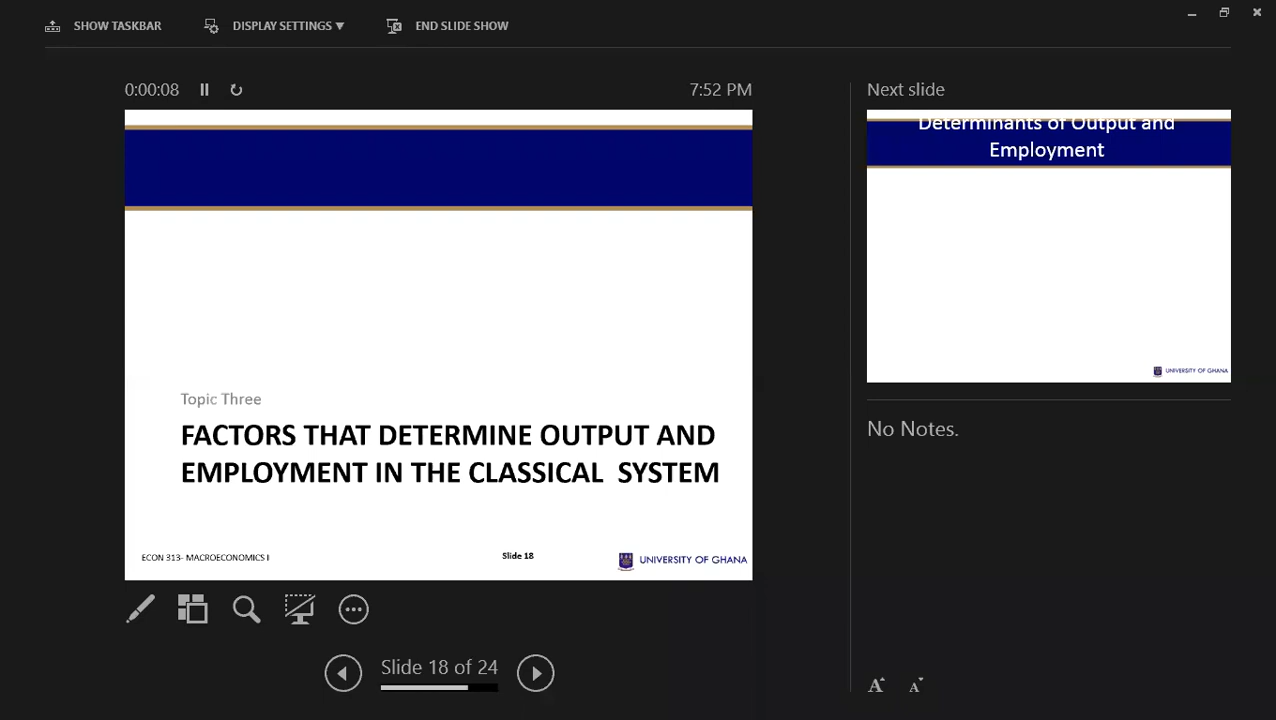 SHOW TASKBAR
DISPLAY SETTINGS ▼
END SLIDE SHOW
0:00:08
7:52 PM
Topic Three
FACTORS THAT DETERMINE OUTPUT AND
EMPLOYMENT IN THE CLASSICAL SYSTEM
ECON 313- MACROECONOMICS I
Slide 18
UNIVERSITY OF GHANA
Slide 18 of 24
Next slide
Determinants of Output and
Employment
UNIVERSITY OF GHANA
No Notes.
A A